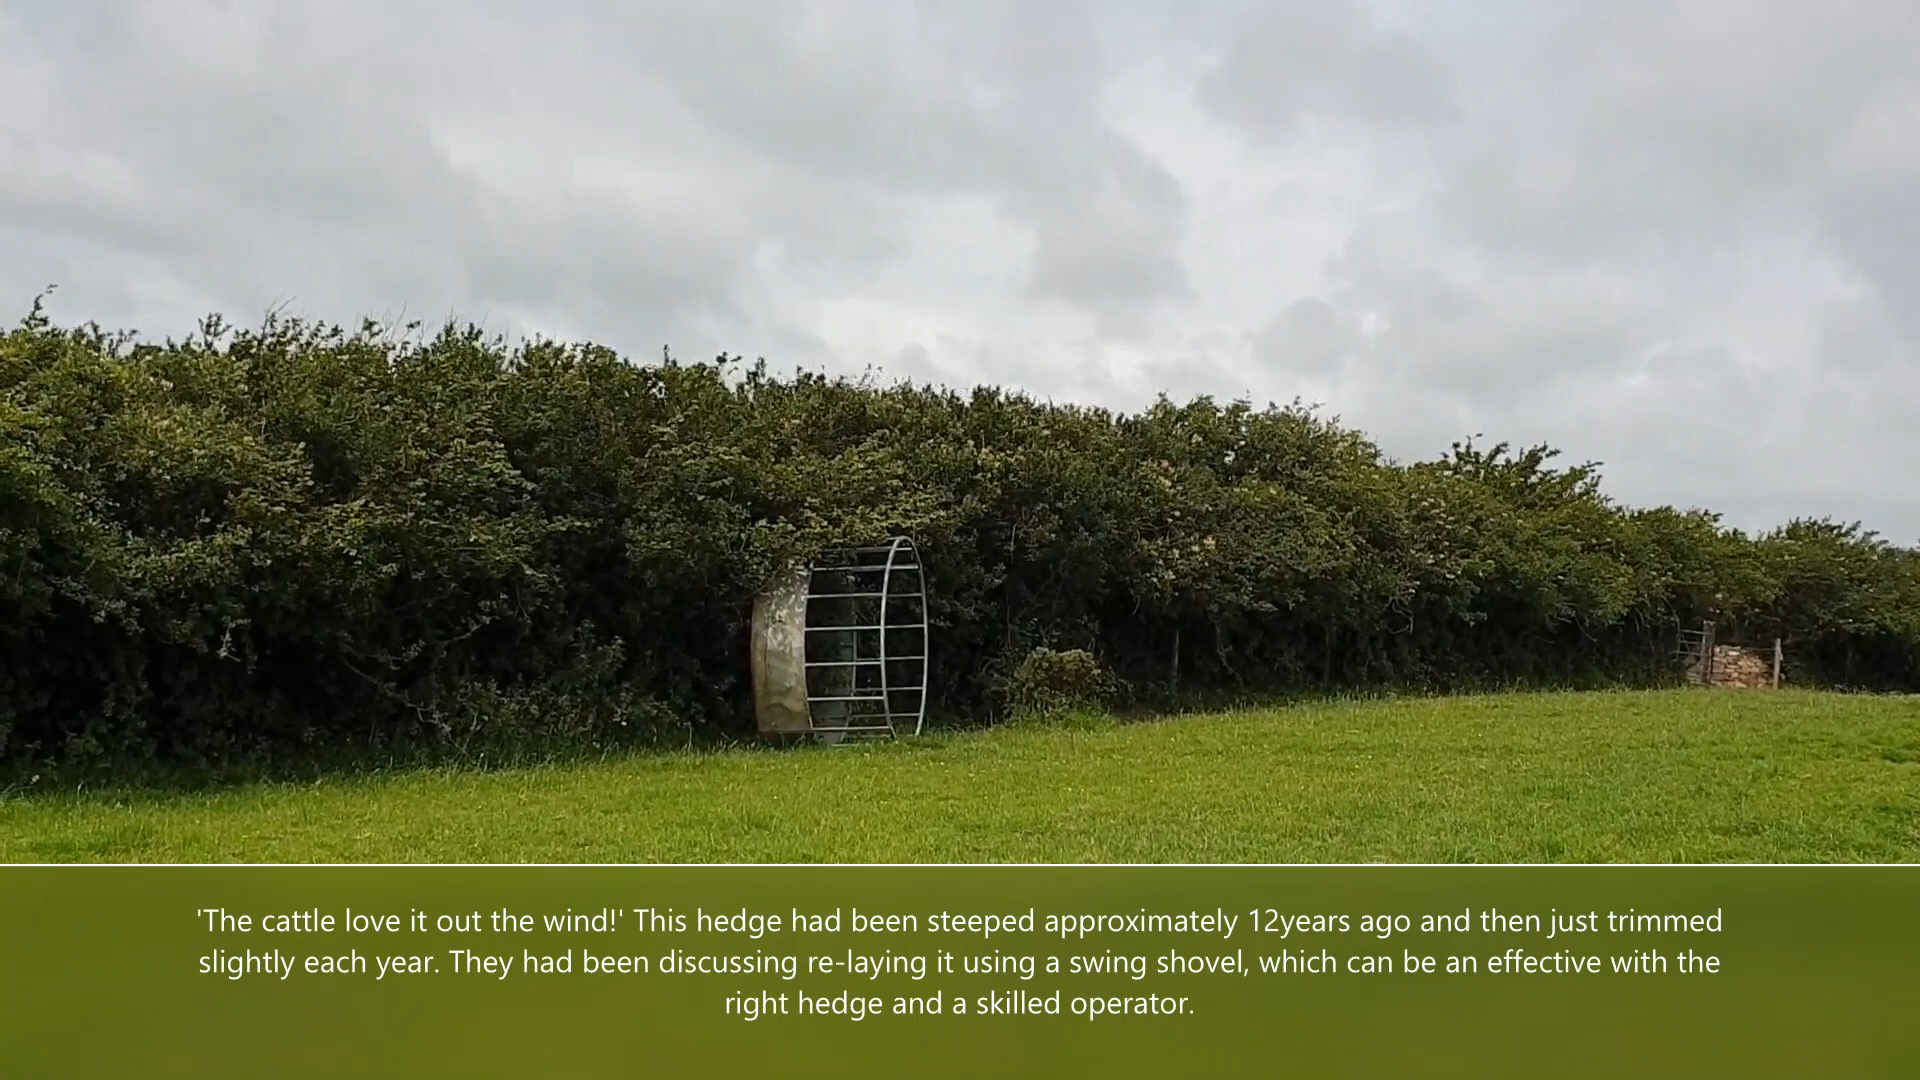 'The cattle love it out the wind!' This hedge had been steeped approximately 12years ago and then just trimmed
slightly each year. They had been discussing re-laying it using a swing shovel, which can be an effective with the
right hedge and a skilled operator.